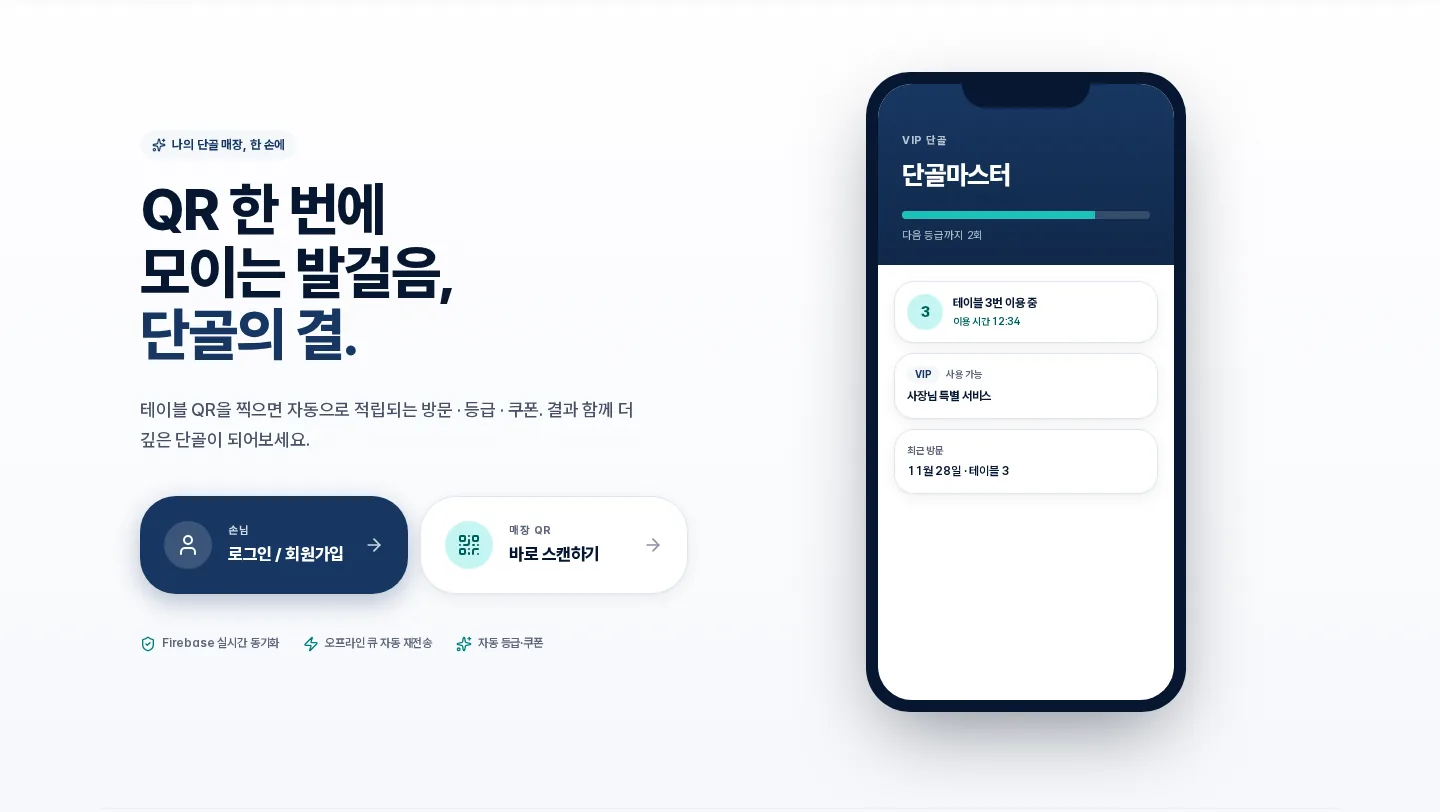 나의 단골 매장, 한 손에
QR 한 번에
모이는 발걸음,
단골의 결.
테이블 QR을 찍으면 자동으로 적립되는 방문 · 등급 · 쿠폰. 결과 함께 더
깊은 단골이 되어보세요.
손님
로그인 / 회원가입
매장 QR
바로 스캔하기
Firebase 실시간 동기화
오프라인 큐 자동 재전송
자동 등급·쿠폰
VIP 단골
단골마스터
다음 등급까지 2회
3
테이블 3번 이용 중
이용 시간 12:34
VIP 사용 가능
사장님 특별 서비스
최근 방문
11월 28일 · 테이블 3